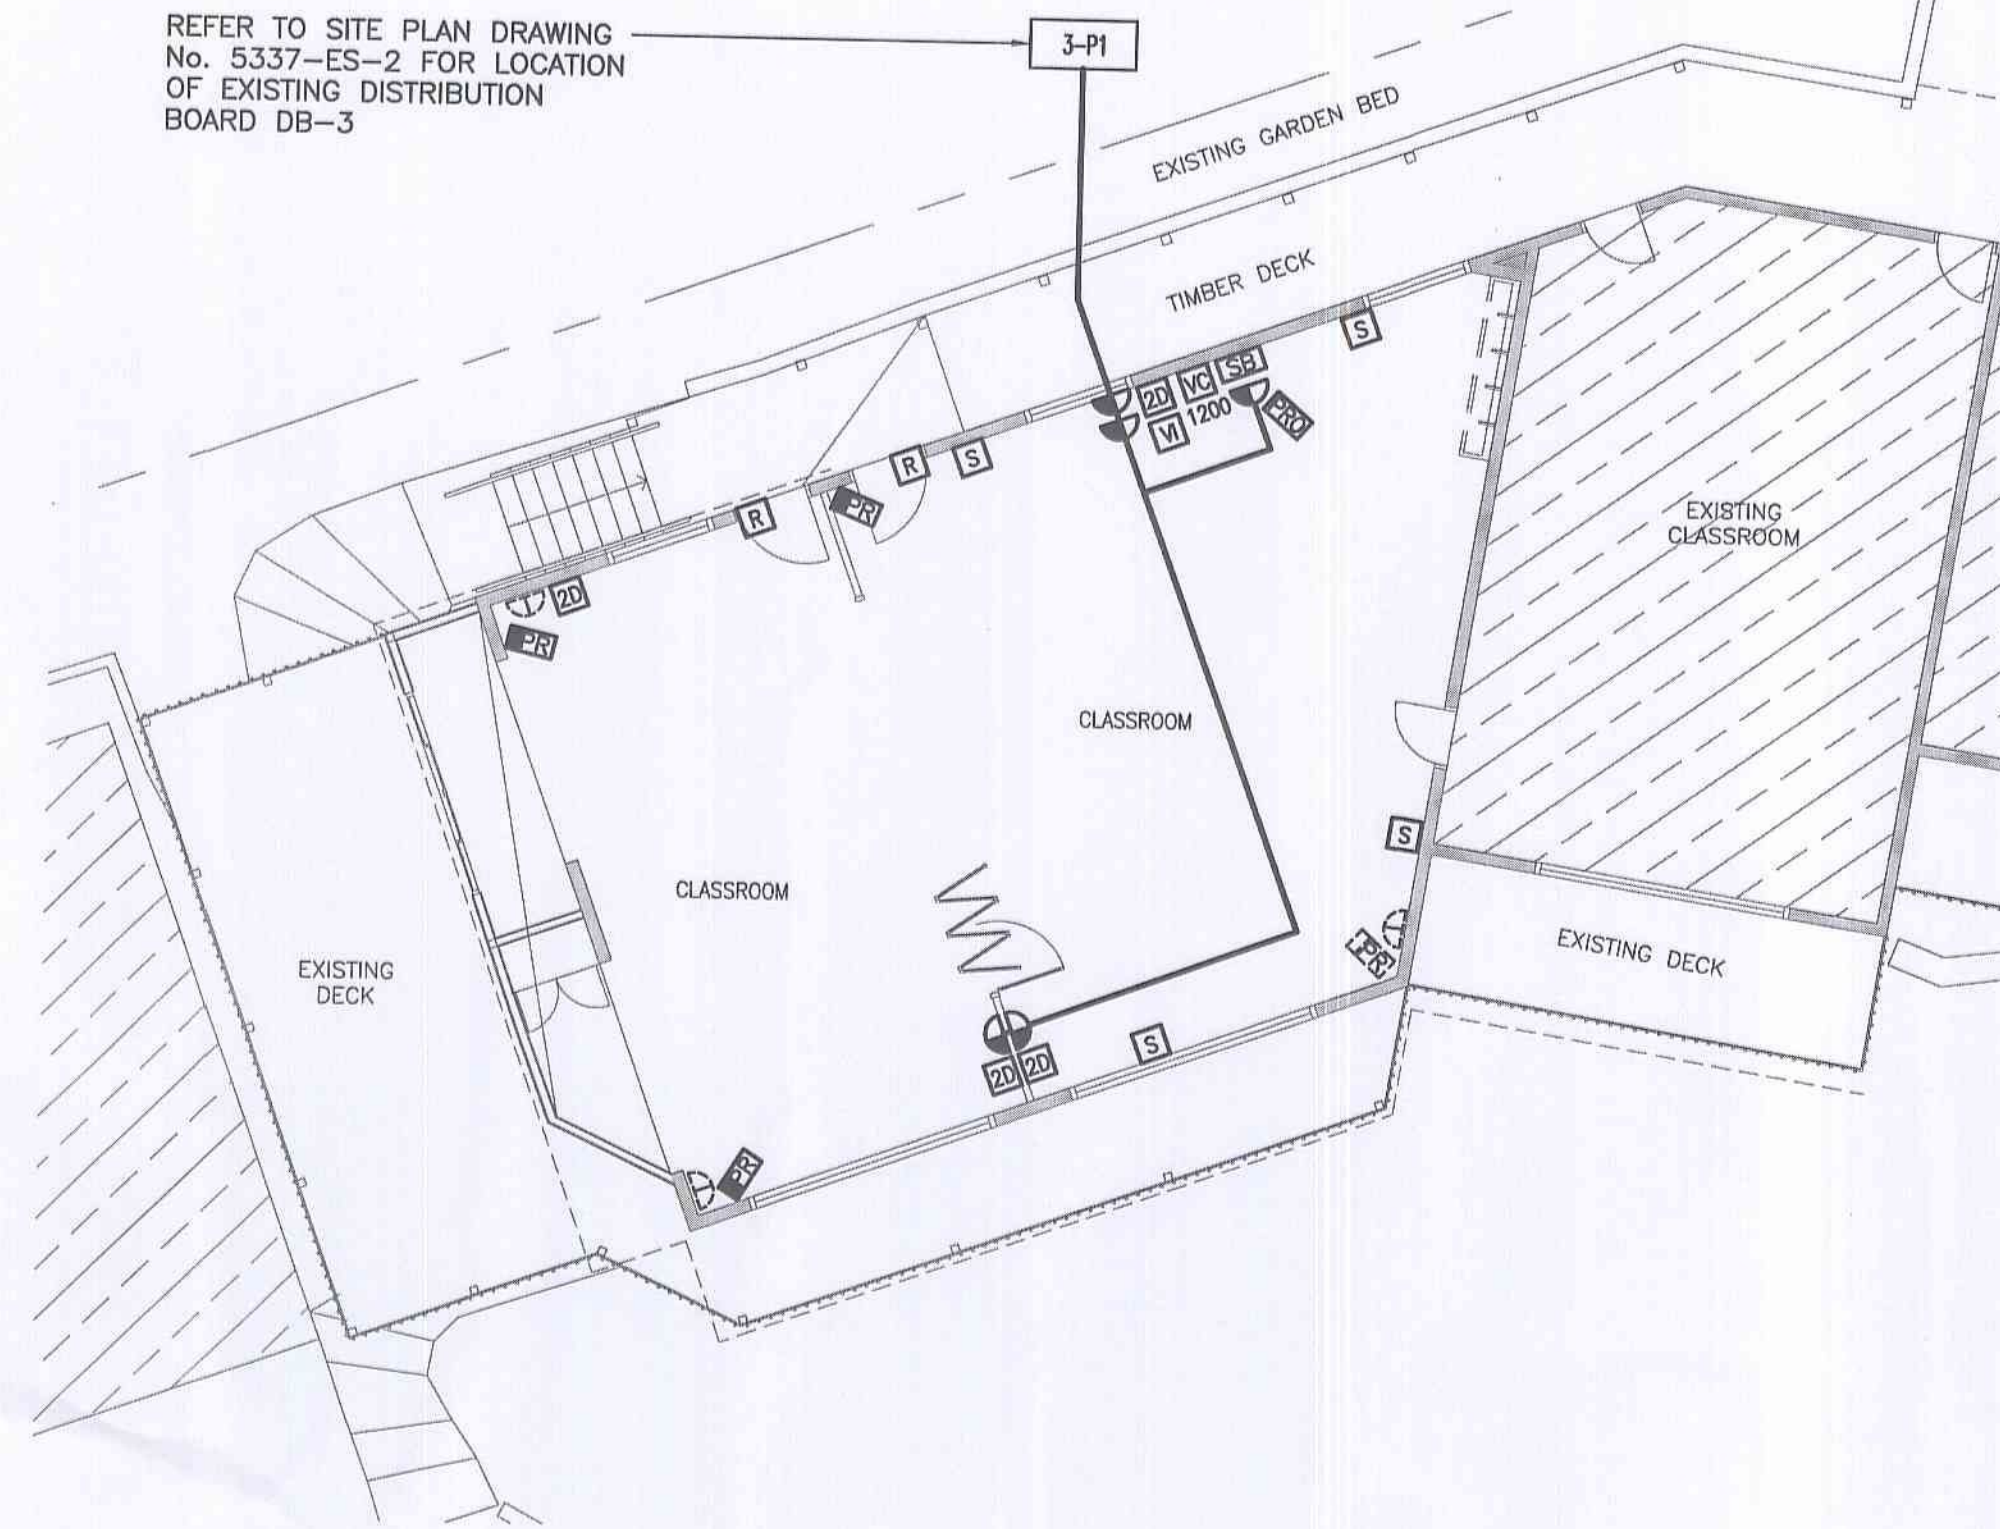 REFER TO SITE PLAN DRAWING
No. 5337-ES-2 FOR LOCATION
OF EXISTING DISTRIBUTION
BOARD DB-3
3-P1
EXISTING GARDEN BED
TIMBER DECK
S
2D
VC
SB
VI
1200
PRO
R
S
R
PR
2D
PR
EXISTING
CLASSROOM
CLASSROOM
S
CLASSROOM
EXISTING
DECK
PR
EXISTING DECK
S
2D
2D
PR